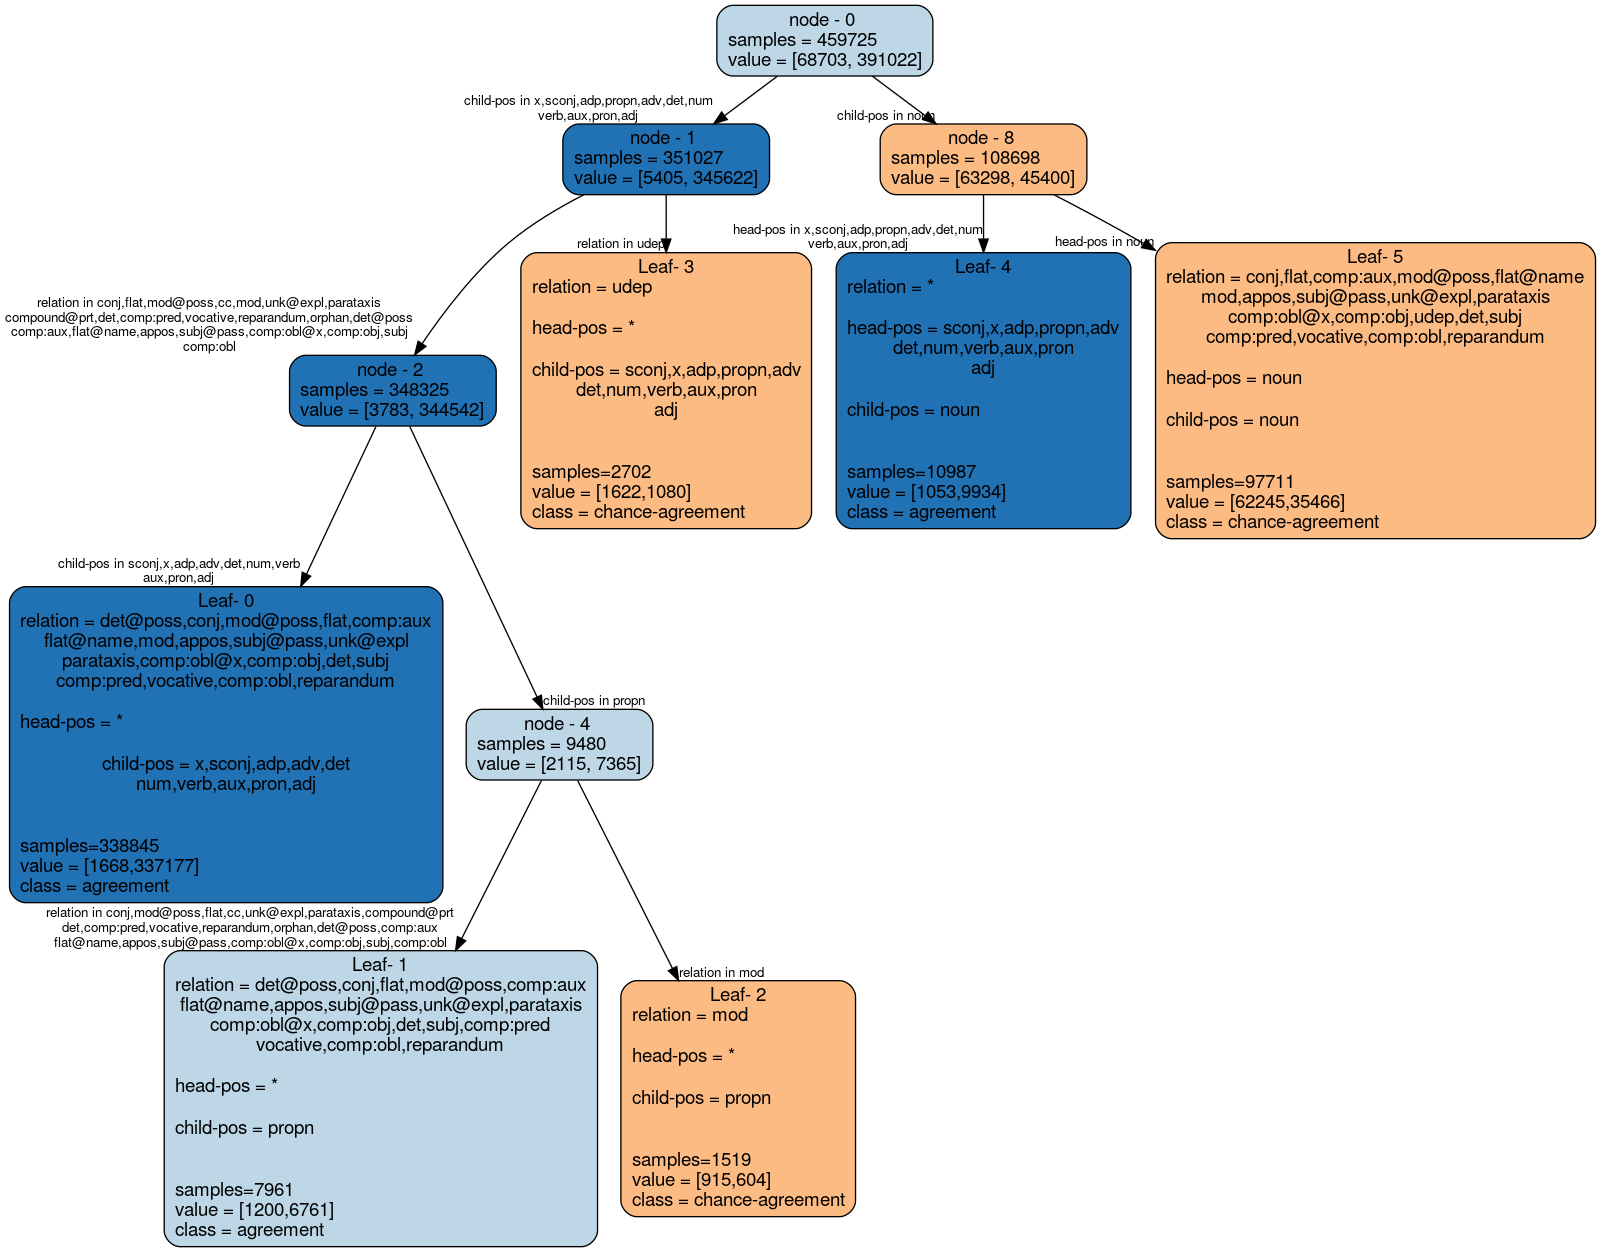 node - 0
samples = 459725
value = [68703, 391022]
child-pos in x,sconj,adp,propn,adv,det,num
verb,aux,pron,adj
child-pos in noun
node - 1
samples = 351027
value = [5405, 345622]
node - 8
samples = 108698
value = [63298, 45400]
relation in conj,flat,mod@poss,cc,mod,unk@expl,parataxis
compound@prt,det,comp:pred,vocative,reparandum,orphan,det@poss
comp:aux,flat@name,appos,subj@pass,comp:obl@x,comp:obj,subj
comp:obl
relation in udep
head-pos in x,sconj,adp,propn,adv,det,num
verb,aux,pron,adj
head-pos in noun
node - 2
samples = 348325
value = [3783, 344542]
Leaf- 3
relation = udep
head-pos = *
child-pos = sconj,x,adp,propn,adv
det,num,verb,aux,pron
adj
samples=2702
value = [1622,1080]
class = chance-agreement
Leaf- 4
relation = *
head-pos = sconj,x,adp,propn,adv
det,num,verb,aux,pron
adj
child-pos = noun
samples=10987
value = [1053,9934]
class = agreement
Leaf- 5
relation = conj,flat,comp:aux,mod@poss,flat@name
mod,appos,subj@pass,unk@expl,parataxis
comp:obl@x,comp:obj,udep,det,subj
comp:pred,vocative,comp:obl,reparandum
head-pos = noun
child-pos = noun
samples=97711
value = [62245,35466]
class = chance-agreement
child-pos in sconj,x,adp,adv,det,num,verb
aux,pron,adj
child-pos in propn
Leaf- 0
relation = det@poss,conj,mod@poss,flat,comp:aux
flat@name,mod,appos,subj@pass,unk@expl
parataxis,comp:obl@x,comp:obj,det,subj
comp:pred,vocative,comp:obl,reparandum
head-pos = *
child-pos = x,sconj,adp,adv,det
num,verb,aux,pron,adj
samples=338845
value = [1668,337177]
class = agreement
node - 4
samples = 9480
value = [2115, 7365]
relation in conj,mod@poss,flat,cc,unk@expl,parataxis,compound@prt
det,comp:pred,vocative,reparandum,orphan,det@poss,comp:aux
flat@name,appos,subj@pass,comp:obl@x,comp:obj,subj,comp:obl
relation in mod
Leaf- 1
relation = det@poss,conj,flat,mod@poss,comp:aux
flat@name,appos,subj@pass,unk@expl,parataxis
comp:obl@x,comp:obj,det,subj,comp:pred
vocative,comp:obl,reparandum
head-pos = *
child-pos = propn
samples=7961
value = [1200,6761]
class = agreement
Leaf- 2
relation = mod
head-pos = *
child-pos = propn
samples=1519
value = [915,604]
class = chance-agreement